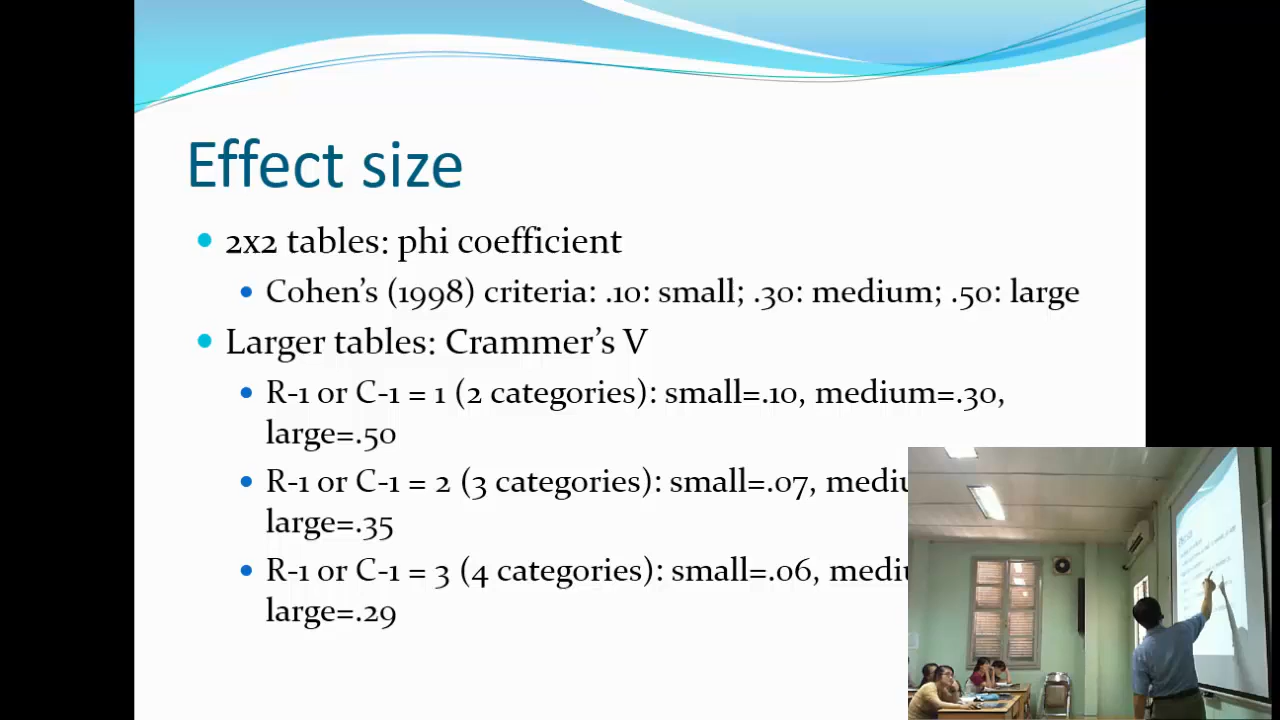 Effect size
2x2 tables: phi coefficient
Cohen's (1998) criteria: .10: small; .30: medium; .50: large
Larger tables: Crammer's V
R-1 or C-1 = 1 (2 categories): small=.10, medium=.30,
large=.50
R-1 or C-1 = 2 (3 categories): small=.07,
large=.35
R-1 or C-1 = 3 (4 categories): small=.06,
large=.29